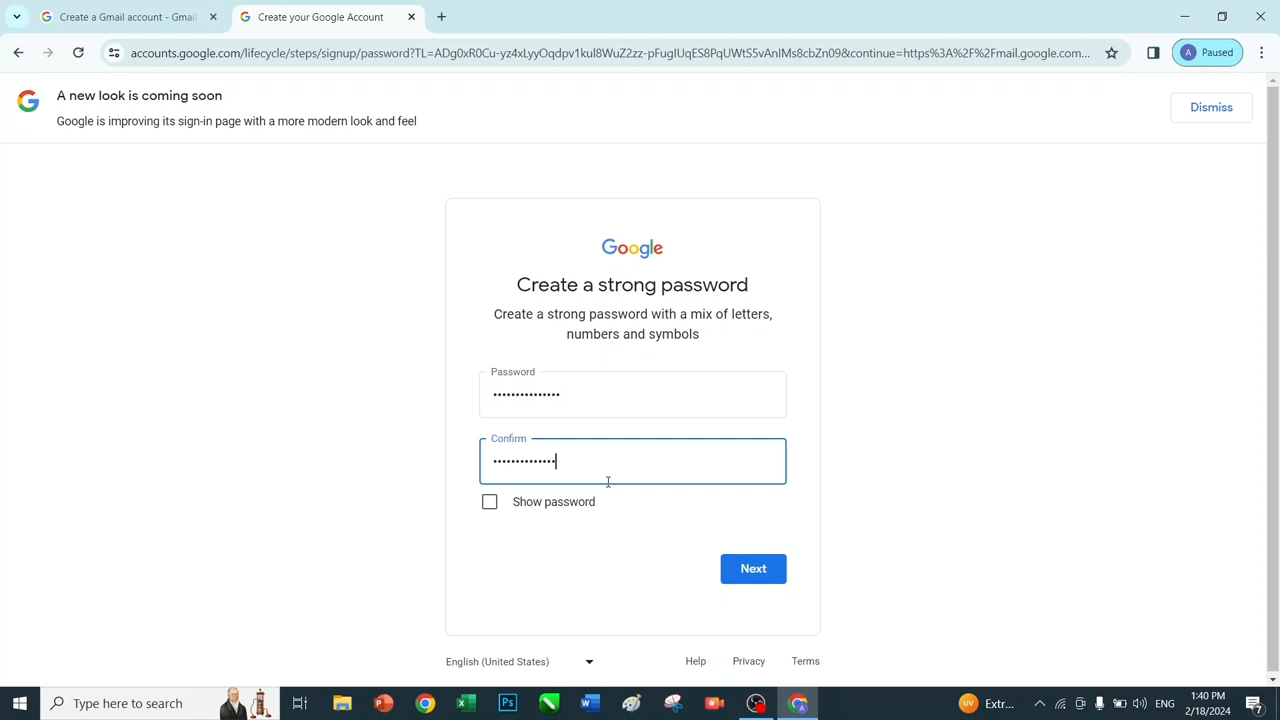 Create a Gmail account - Gmai
Create your Google Account
accounts.google.com/lifecycle/steps/signup/password?TL=ADg0xR0Cu-yz4xLyyOqdpv1kul8WuZ2zz-pFugIUqES8PqUWtS5vAnIMs8cbZn09&continue=https%3A%2F%2Fmail.google.com...
A
Paused
A new look is coming soon
Google is improving its sign-in page with a more modern look and feel
Dismiss
Google
Create a strong password
Create a strong password with a mix of letters,
numbers and symbols
Password
•••••••••••••••
Confirm
••••••••••••••
Show password
Next
English (United States)
Help
Privacy
Terms
Type here to search
UV
Extr...
ENG
1:40 PM
2/18/2024
7